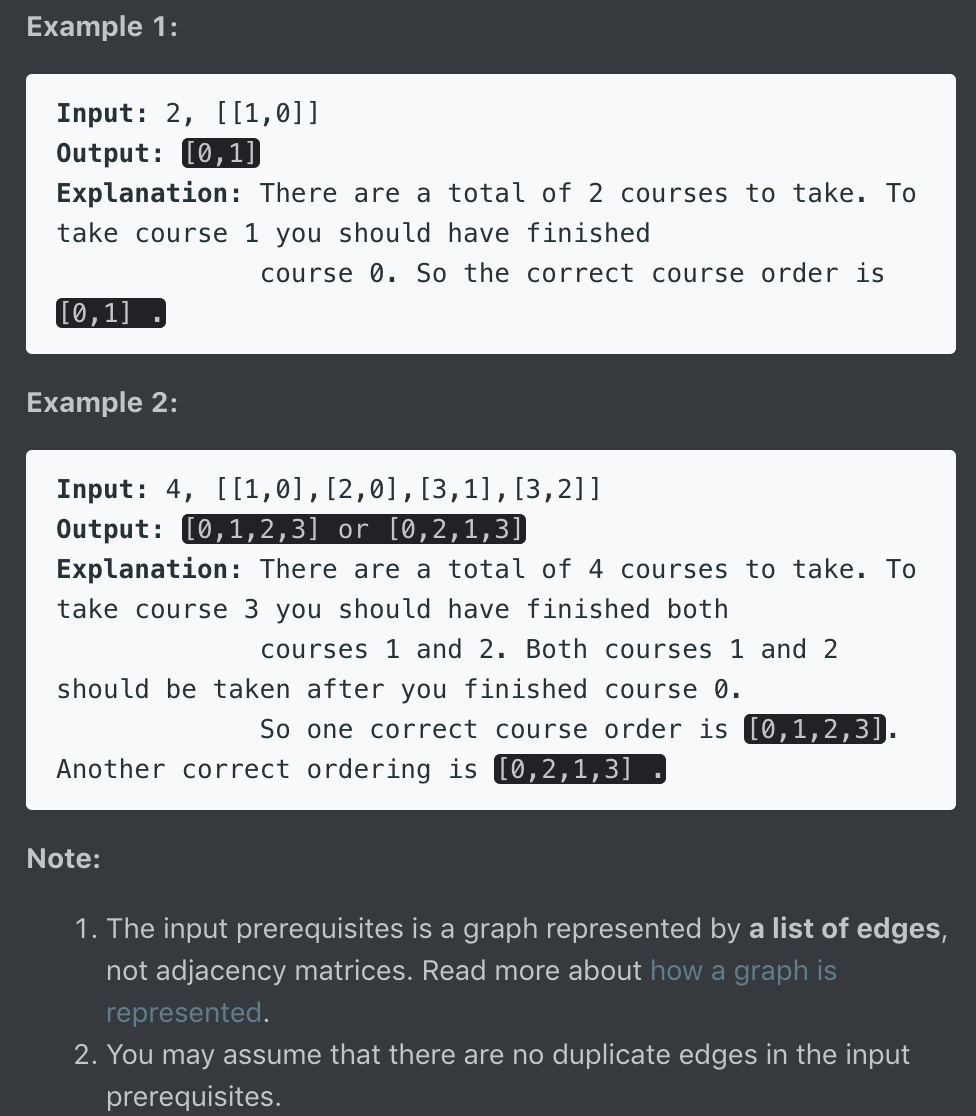 Example 1:
Input: 2, [[1,0]]
Output: [0,1]
Explanation: There are a total of 2 courses to take. To
take course 1 you should have finished
course 0. So the correct course order is
[0,1] .
Example 2:
Input: 4, [[1,0],[2,0],[3,1],[3,2]]
Output: [0,1,2,3] or [0,2,1,3]
Explanation: There are a total of 4 courses to take. To
take course 3 you should have finished both
courses 1 and 2. Both courses 1 and 2
should be taken after you finished course 0.
So one correct course order is [0,1,2,3].
Another correct ordering is [0,2,1,3] .
Note:
1. The input prerequisites is a graph represented by a list of edges,
not adjacency matrices. Read more about how a graph is
represented.
2. You may assume that there are no duplicate edges in the input
prerequisites.